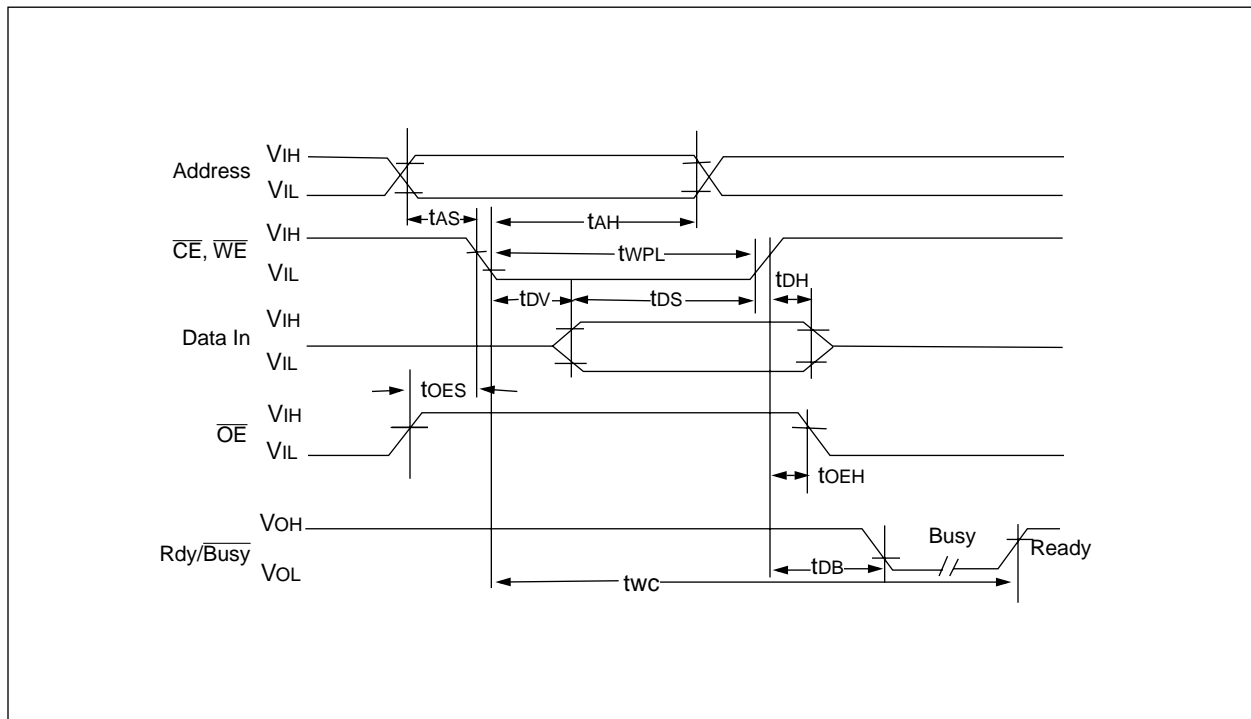 Address
VIH
VIL
tAS
tAH
CE, WE
VIH
VIL
tWPL
tDV
tDS
tDH
Data In
VIH
VIL
tOES
OE
VIH
VIL
tOEH
Rdy/Busy
VOH
VOL
Busy
Ready
tDB
twc